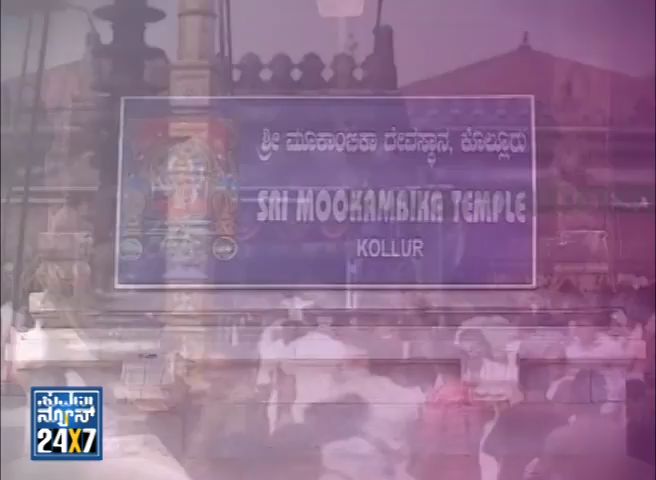 ಶ್ರೀ ಮೂಕಾಂಬಿಕಾ ದೇವಸ್ಥಾನ, ಕೊಲ್ಲೂರು
SRI MOOKAMBIKA TEMPLE
KOLLUR
ಸುವರ್ಣ
ನ್ಯೂಸ್
24X7